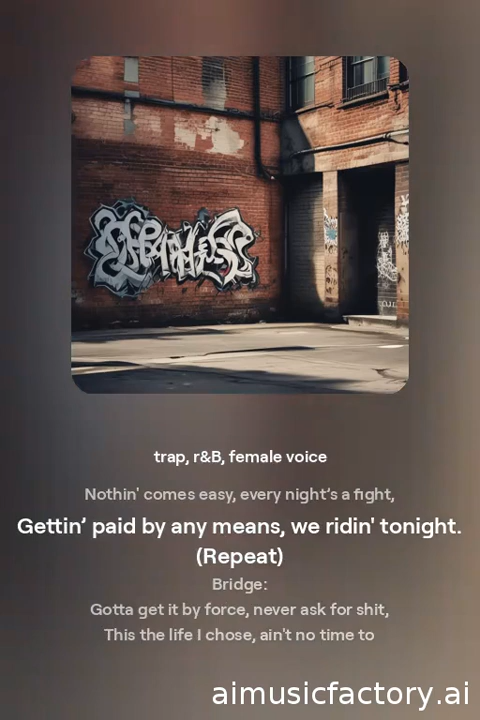 trap, r&B, female voice
Nothin' comes easy, every night’s a fight,
Gettin’ paid by any means, we ridin' tonight.
(Repeat)
Bridge:
Gotta get it by force, never ask for shit,
This the life I chose, ain't no time to
aimusicfactory.ai